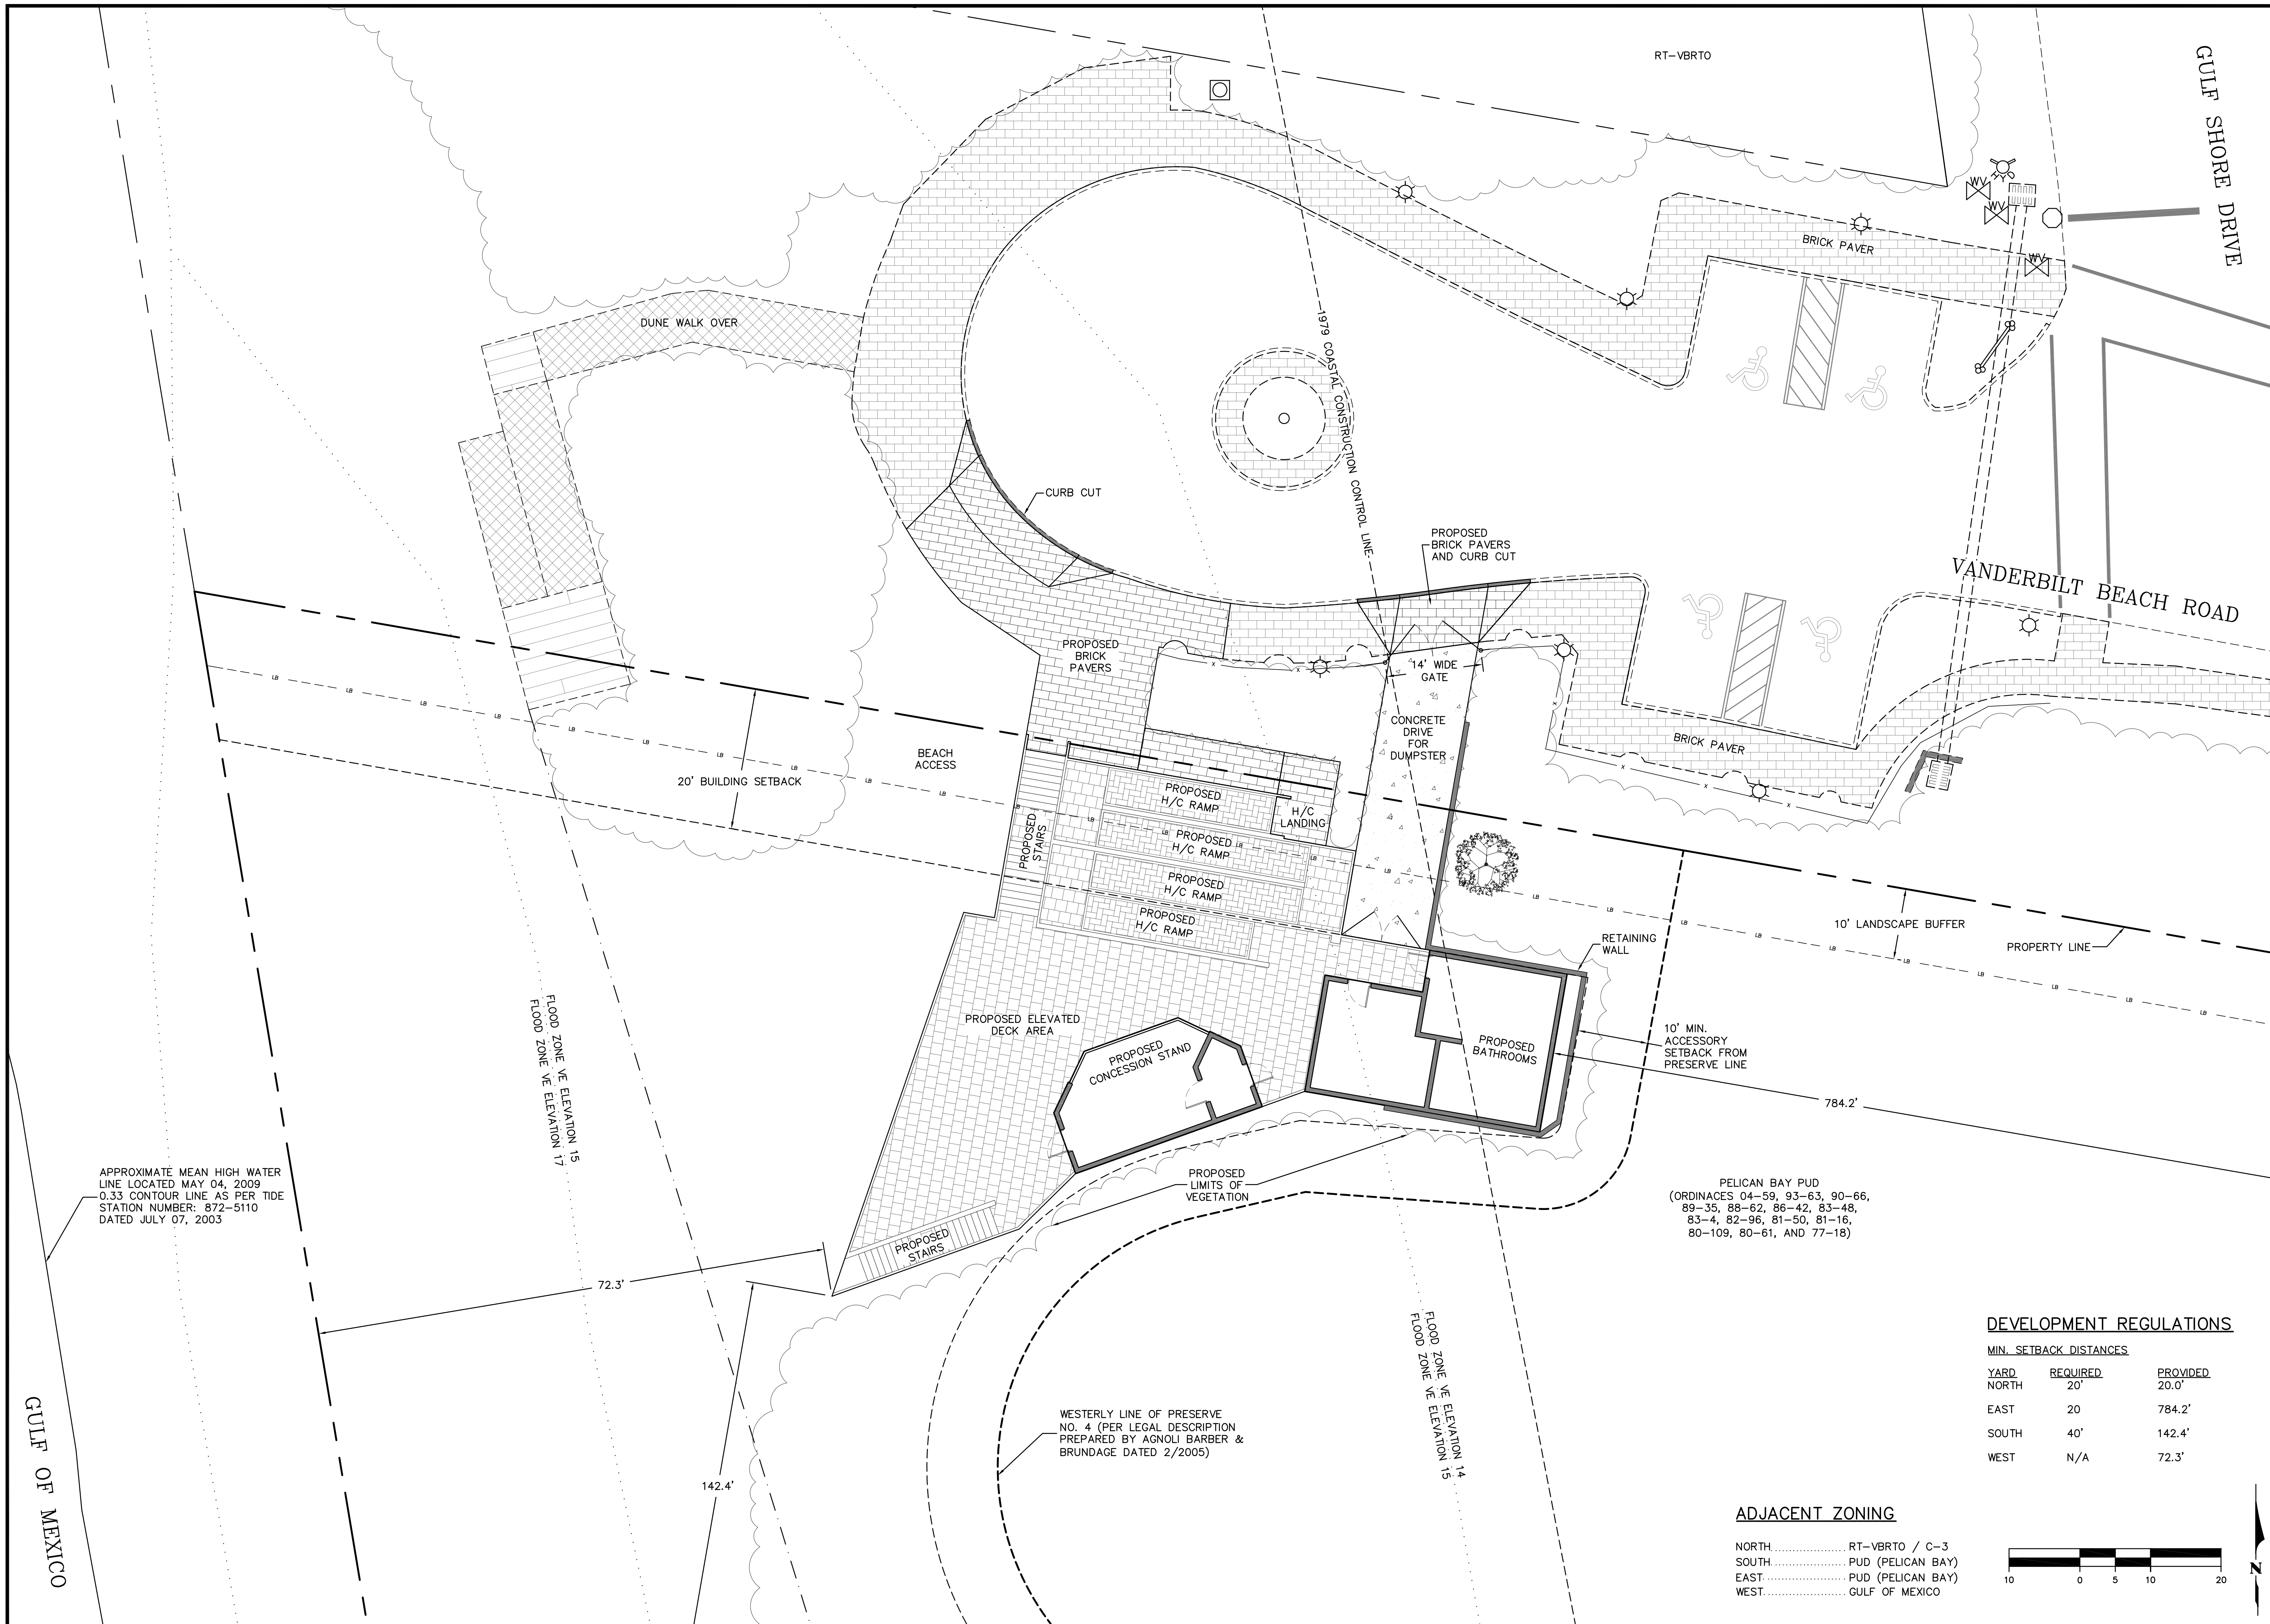 RT-VBRTO
GULF SHORE DRIVE
WV
WV
BRICK PAVER
WV
DUNE WALK OVER
1979 COASTAL CONSTRUCTION CONTROL LINE
CURB CUT
PROPOSED
BRICK PAVERS
AND CURB CUT
VANDERBILT BEACH ROAD
PROPOSED
BRICK
PAVERS
14' WIDE
GATE
CONCRETE
DRIVE
FOR
DUMPSTER
BRICK PAVER
BEACH
ACCESS
20' BUILDING SETBACK
PROPOSED
H/C RAMP
H/C
LANDING
PROPOSED
STAIRS
PROPOSED
H/C RAMP
PROPOSED
H/C RAMP
PROPOSED
H/C RAMP
10' LANDSCAPE BUFFER
PROPERTY LINE
RETAINING
WALL
FLOOD ZONE VE ELEVATION 15
FLOOD ZONE VE ELEVATION 17
PROPOSED ELEVATED
DECK AREA
PROPOSED
CONCESSION STAND
PROPOSED
BATHROOMS
10' MIN.
ACCESSORY
SETBACK FROM
PRESERVE LINE
784.2'
APPROXIMATE MEAN HIGH WATER
LINE LOCATED MAY 04, 2009
0.33 CONTOUR LINE AS PER TIDE
STATION NUMBER: 872-5110
DATED JULY 07, 2003
PROPOSED
LIMITS OF
VEGETATION
PELICAN BAY PUD
(ORDINACES 04-59, 93-63, 90-66,
89-35, 88-62, 86-42, 83-48,
83-4, 82-96, 81-50, 81-16,
80-109, 80-61, AND 77-18)
PROPOSED
STAIRS
72.3'
142.4'
FLOOD ZONE VE ELEVATION 14
FLOOD ZONE VE ELEVATION 15
WESTERLY LINE OF PRESERVE
NO. 4 (PER LEGAL DESCRIPTION
PREPARED BY AGNOLI BARBER &
BRUNDAGE DATED 2/2005)
GULF OF MEXICO
DEVELOPMENT REGULATIONS
MIN. SETBACK DISTANCES
YARD REQUIRED PROVIDED
NORTH 20' 20.0'
EAST 20 784.2'
SOUTH 40' 142.4'
WEST N/A 72.3'
ADJACENT ZONING
NORTH.................... RT-VBRTO / C-3
SOUTH.................... PUD (PELICAN BAY)
EAST..................... PUD (PELICAN BAY)
WEST..................... GULF OF MEXICO
10 0 5 10 20
N